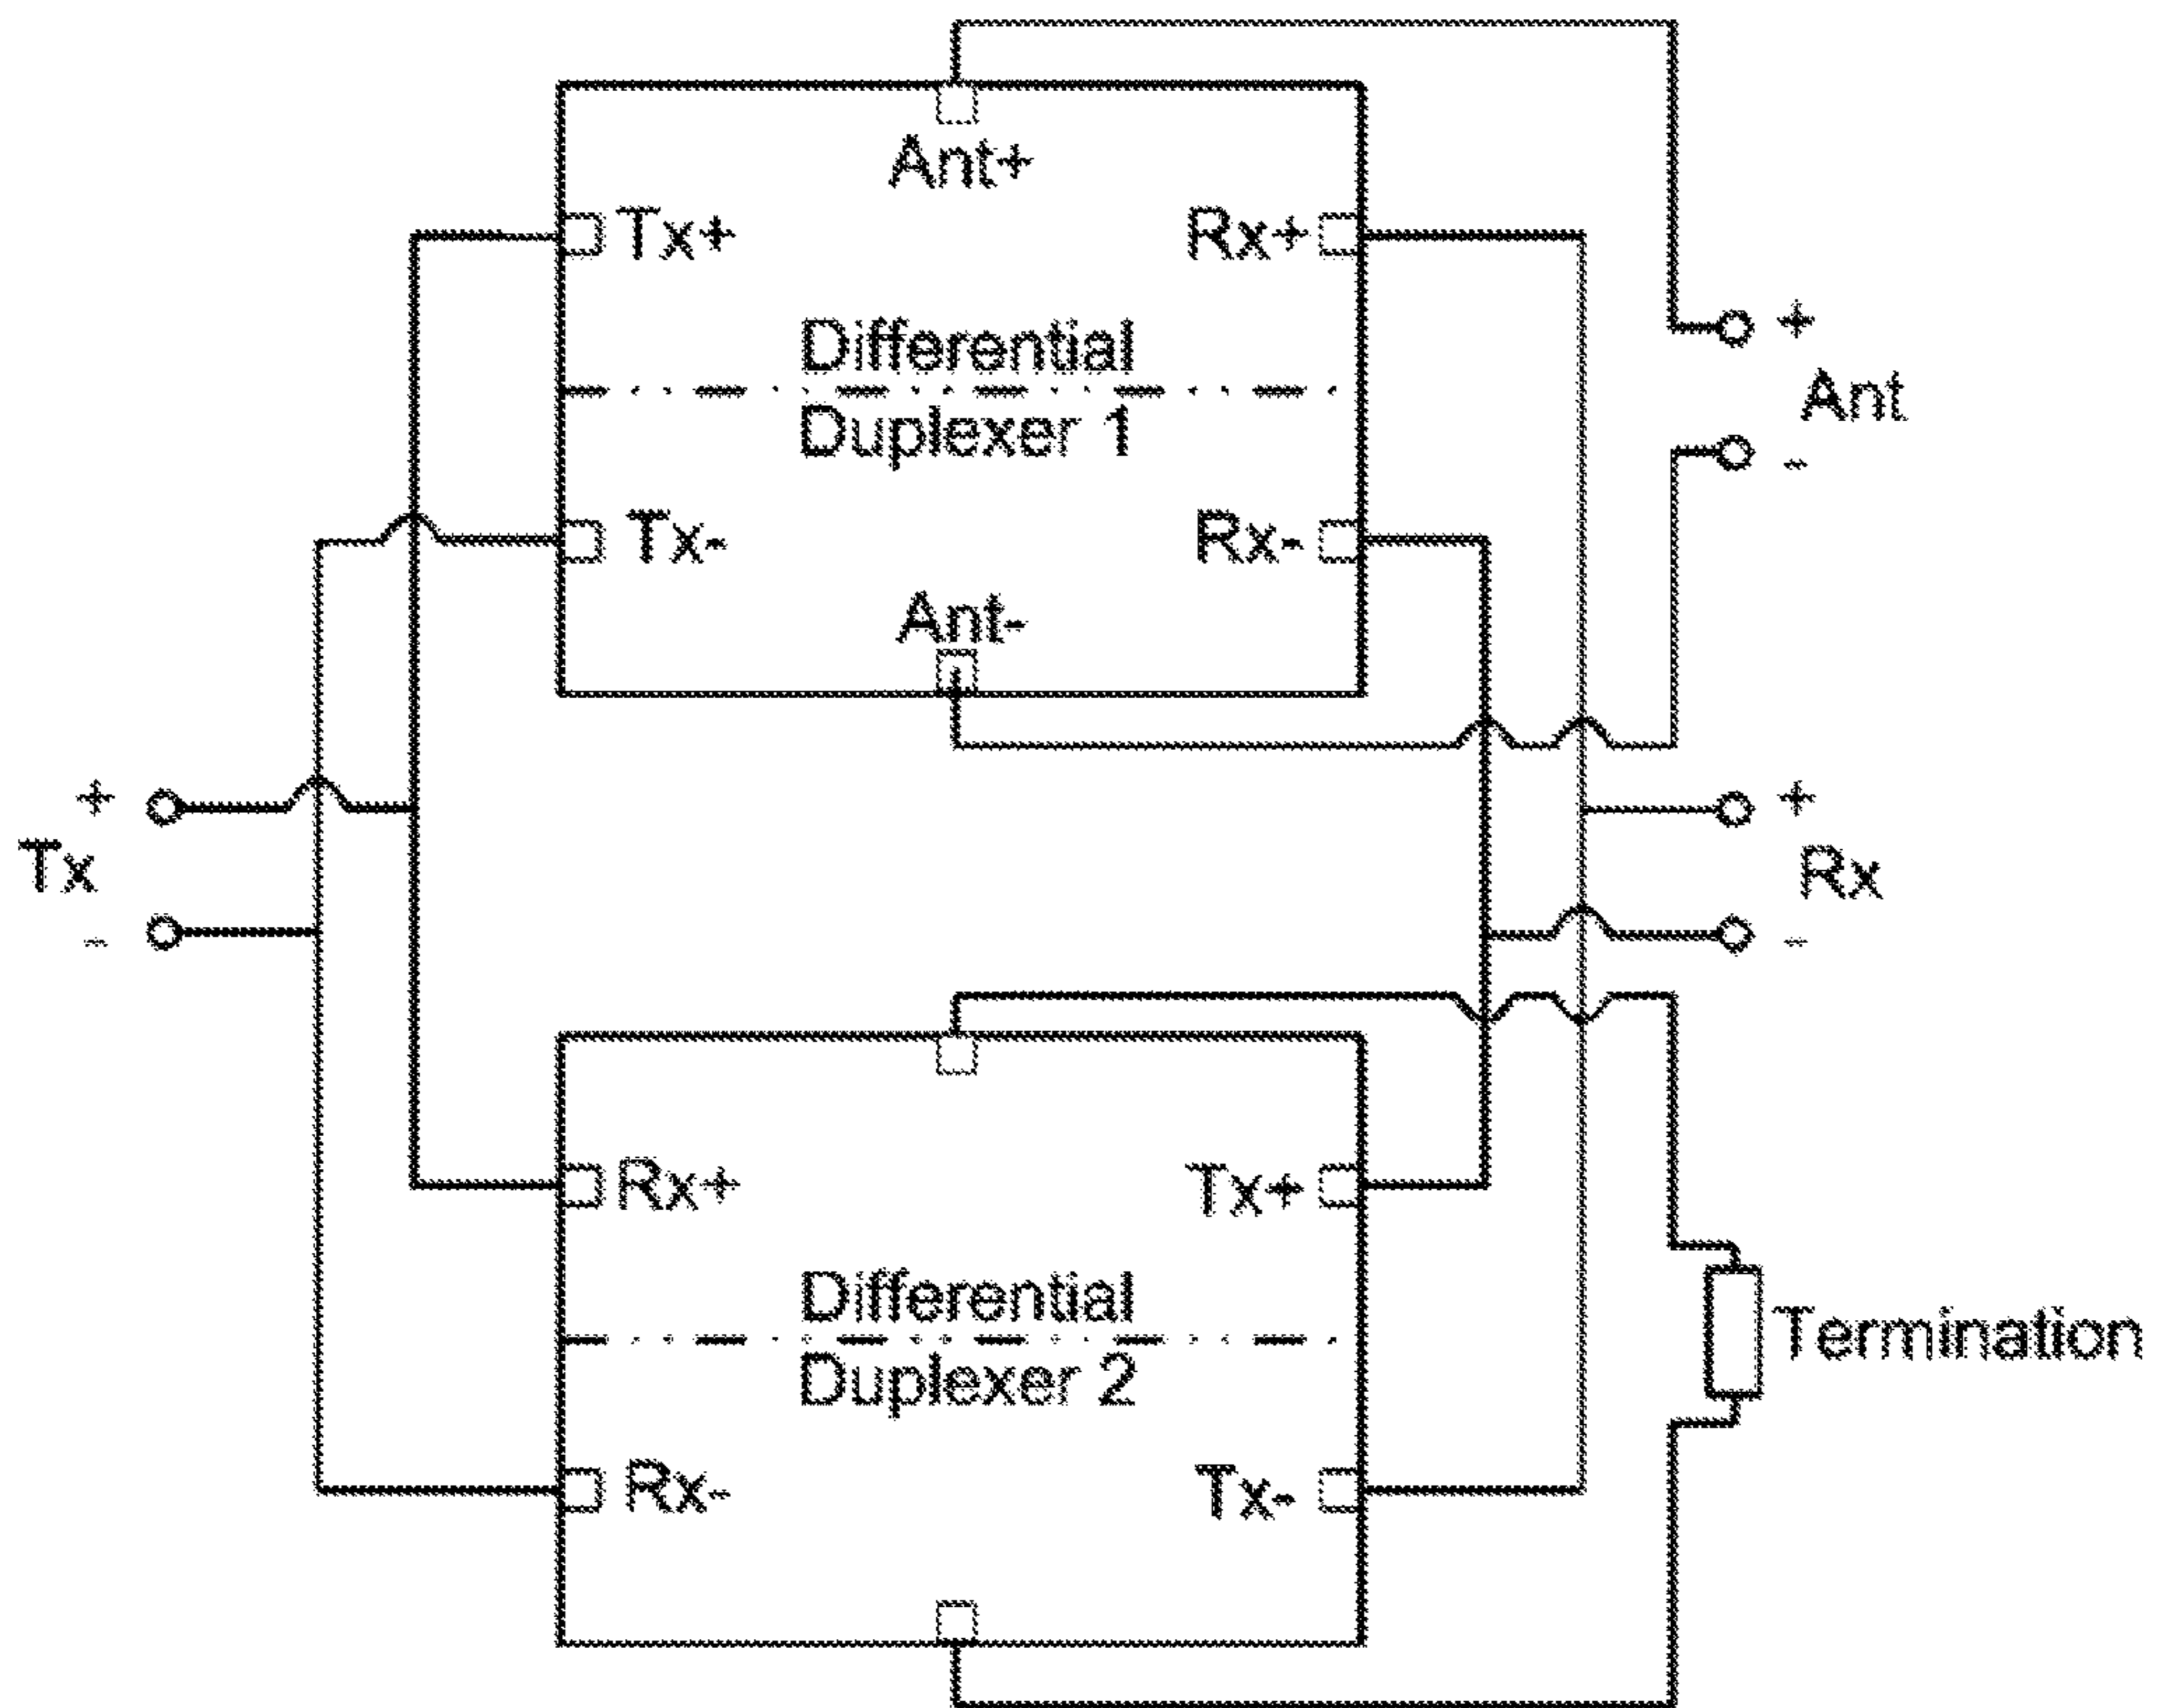 Ant+
Tx+
Rx+
Differential
Duplexer 1
Tx-
Rx-
Ant-
+
Ant
-
+
Tx
-
+
Rx
-
Rx+
Tx+
Differential
Duplexer 2
Rx-
Tx-
Termination